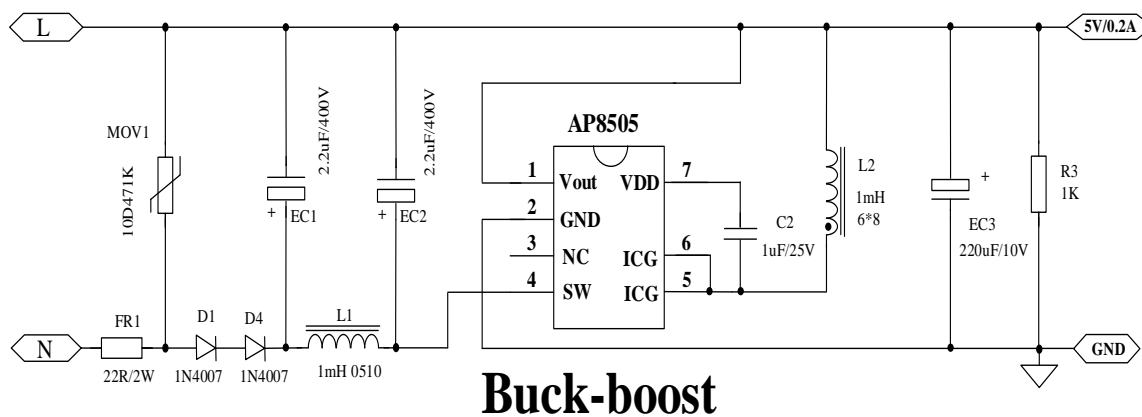 L
5V/0.2A
MOV1
10D471K
2.2uF/400V
+ EC1
2.2uF/400V
+ EC2
AP8505
1 Vout VDD 7
2 GND
3 NC ICG 6
4 SW ICG 5
C2
1uF/25V
L2
1mH
6*8
+
EC3
220uF/10V
R3
1K
N
FR1
22R/2W
D1
1N4007
D4
1N4007
L1
1mH 0510
GND
Buck-boost